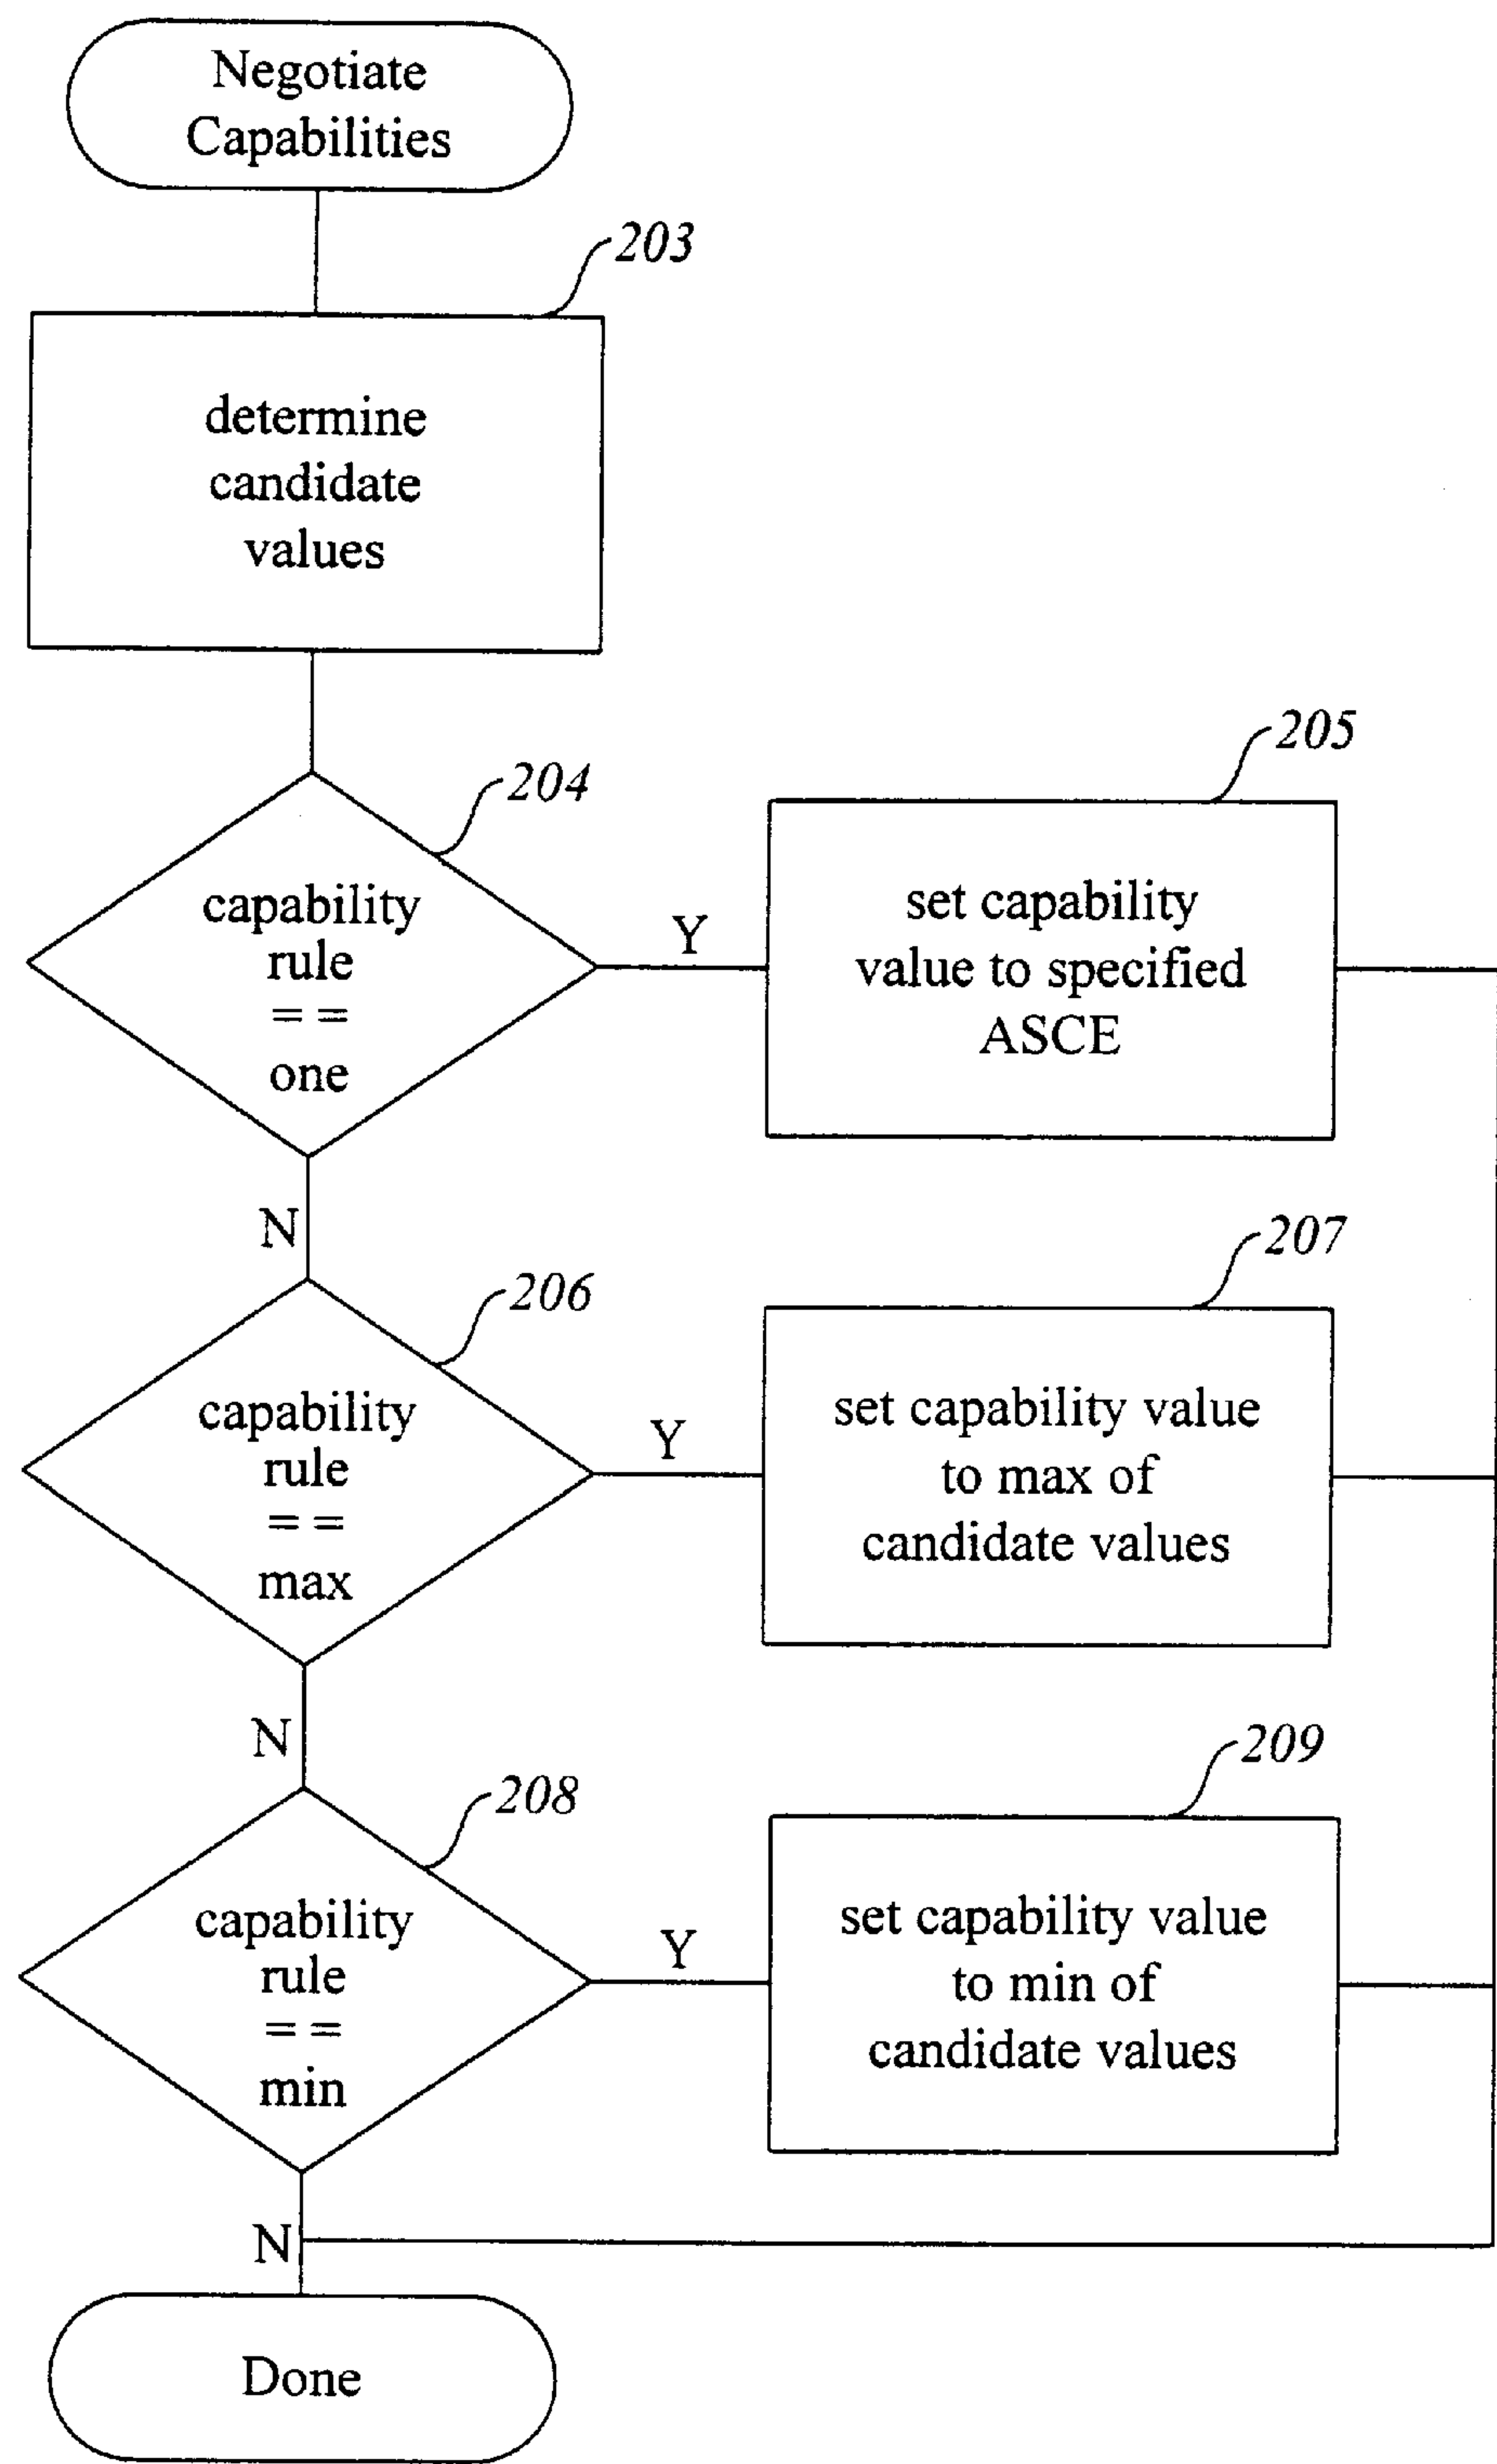 Negotiate
Capabilities
203
determine
candidate
values
204
capability
rule
= =
one
Y
205
set capability
value to specified
ASCE
N
206
capability
rule
= =
max
Y
207
set capability value
to max of
candidate values
N
208
capability
rule
= =
min
Y
209
set capability value
to min of
candidate values
N
Done